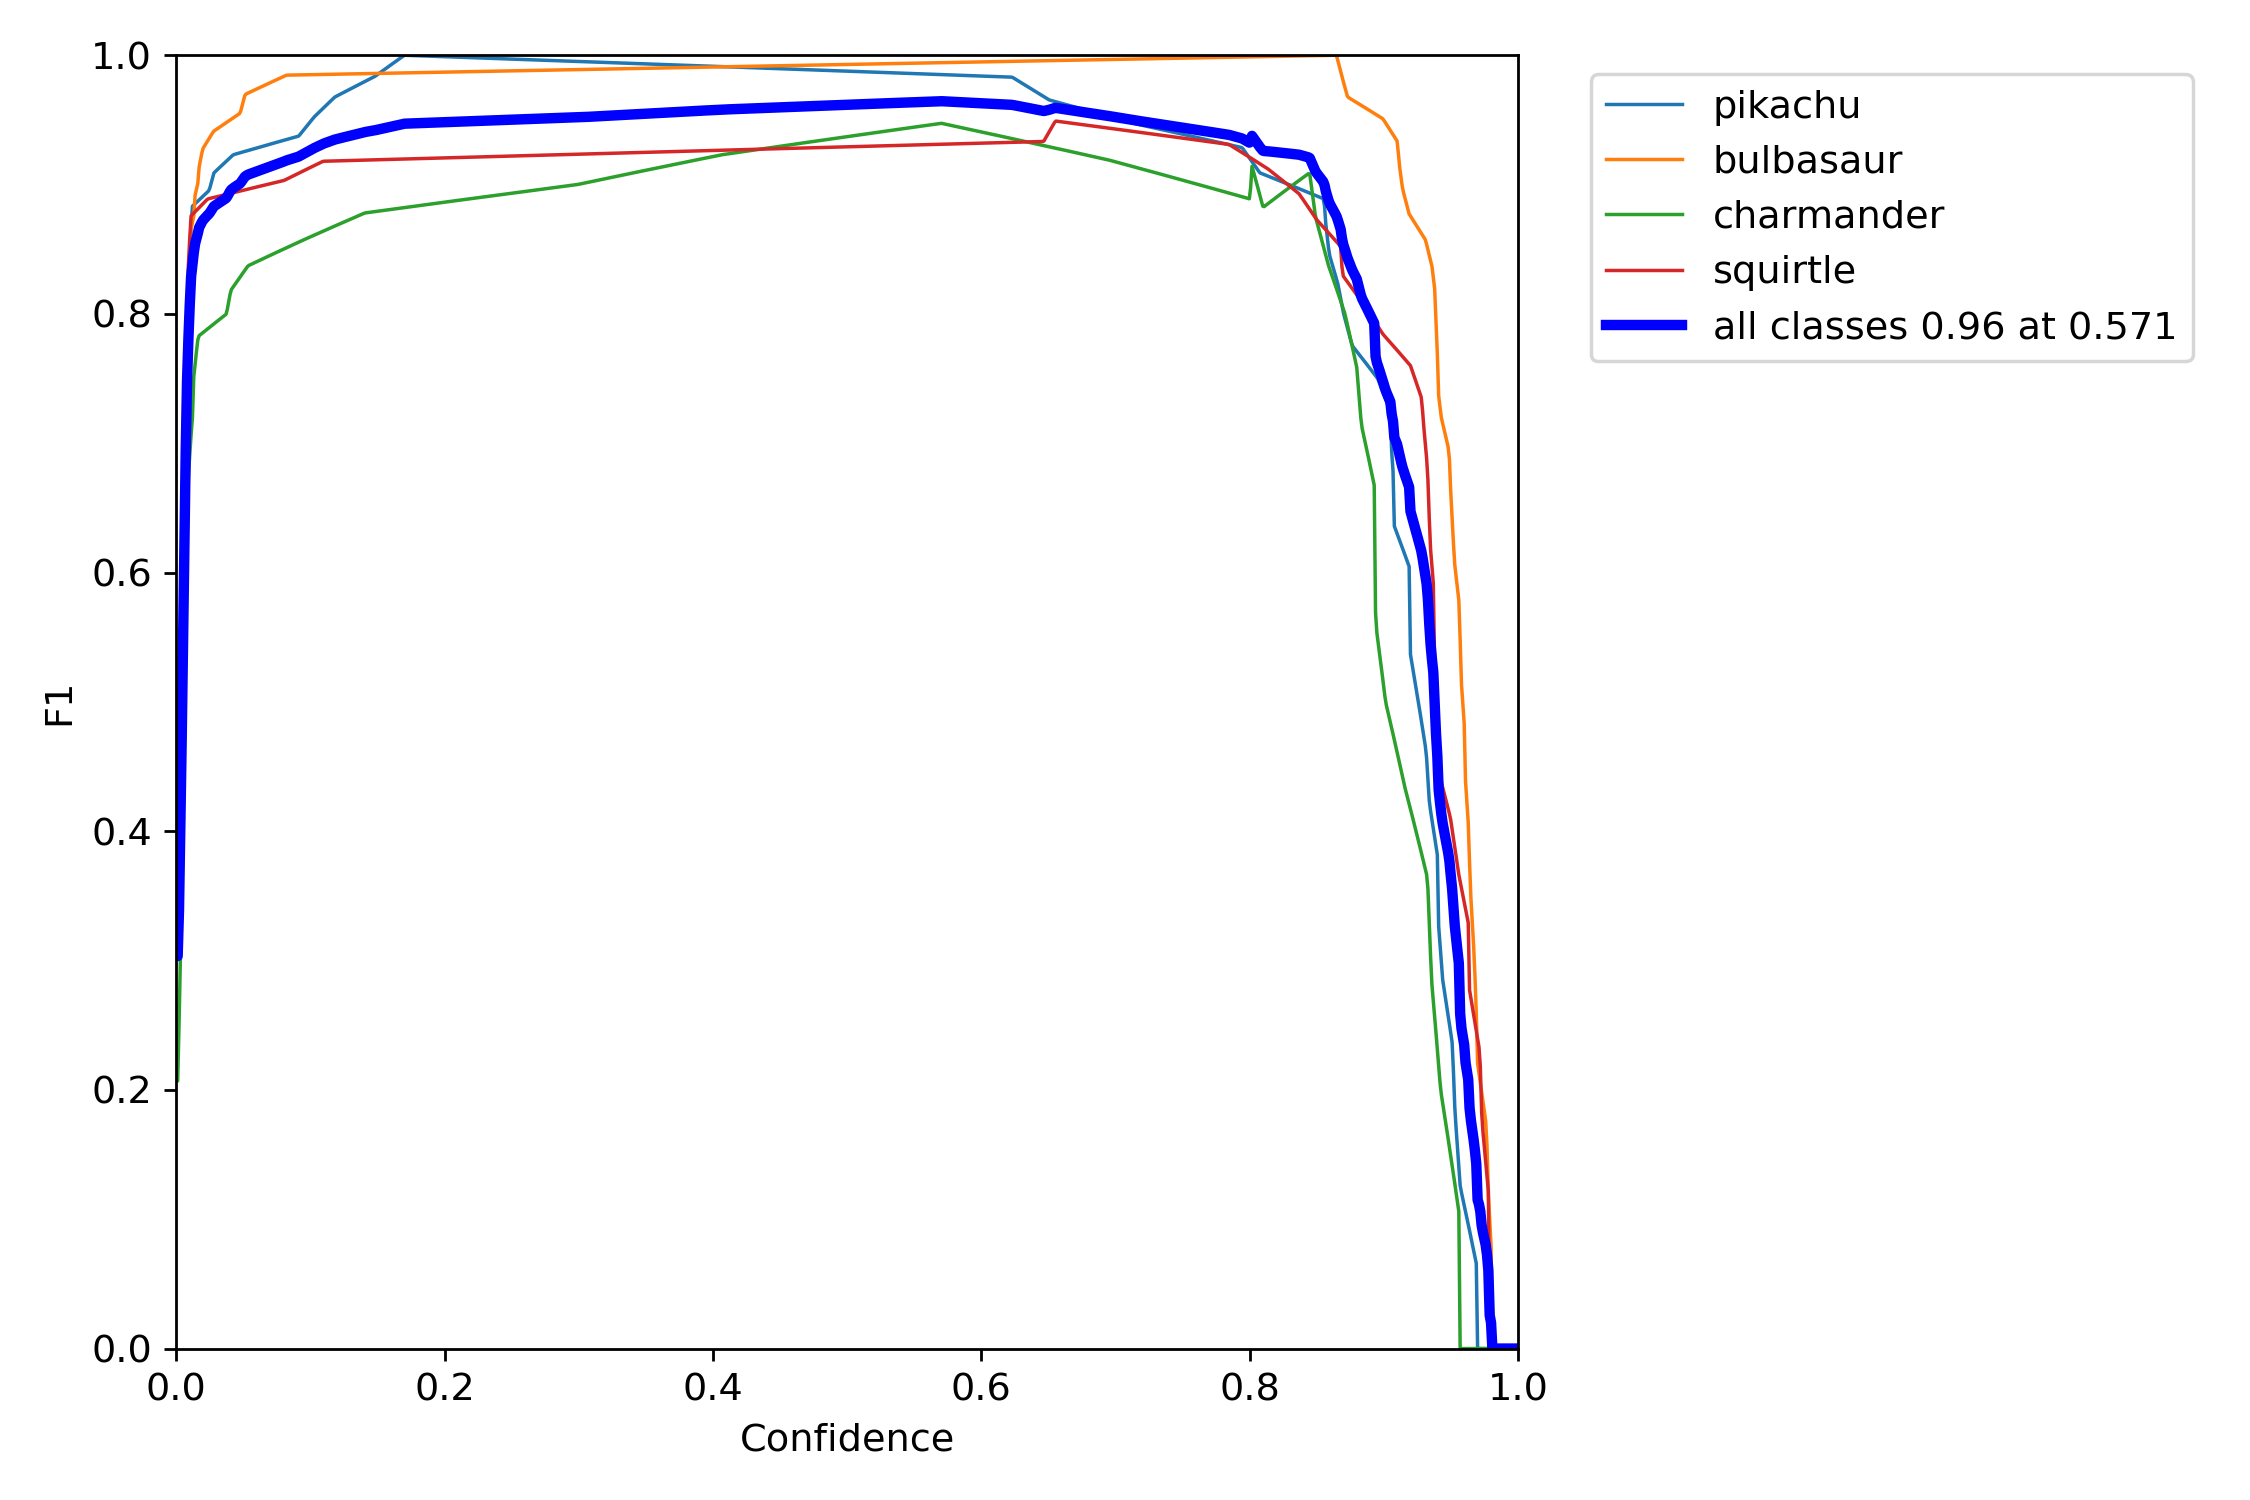 1.0
0.8
0.6
0.4
0.2
0.0
F1
0.0 0.2 0.4 0.6 0.8 1.0
Confidence
pikachu
bulbasaur
charmander
squirtle
all classes 0.96 at 0.571